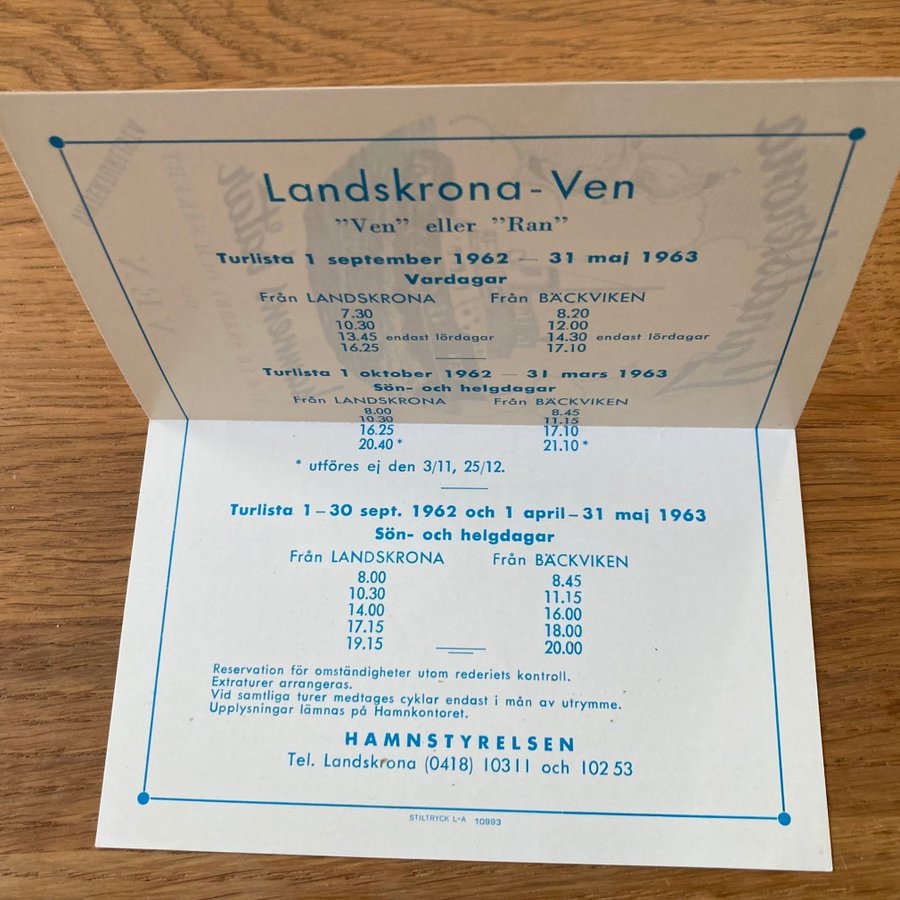 Landskrona - Ven
”Ven” eller ”Ran”
Turlista 1 september 1962 — 31 maj 1963
Vardagar
Från LANDSKRONA Från BÄCKVIKEN
7.30 8.20
10.30 12.00
13.45 endast lördagar 14.30 endast lördagar
16.25 17.10
Turlista 1 oktober 1962 — 31 mars 1963
Sön- och helgdagar
Från LANDSKRONA Från BÄCKVIKEN
8.00 8.45
10.30 11.15
16.25 17.10
20.40 * 21.10 *
* utföres ej den 3/11, 25/12.
Turlista 1–30 sept. 1962 och 1 april–31 maj 1963
Sön- och helgdagar
Från LANDSKRONA Från BÄCKVIKEN
8.00 8.45
10.30 11.15
14.00 16.00
17.15 18.00
19.15 20.00
Reservation för omständigheter utom rederiets kontroll.
Extraturer arrangeras.
Vid samtliga turer medtages cyklar endast i mån av utrymme.
Upplysningar lämnas på Hamnkontoret.
HAMNSTYRELSEN
Tel. Landskrona (0418) 103 11 och 102 53
STILTRYCK L-A 10993